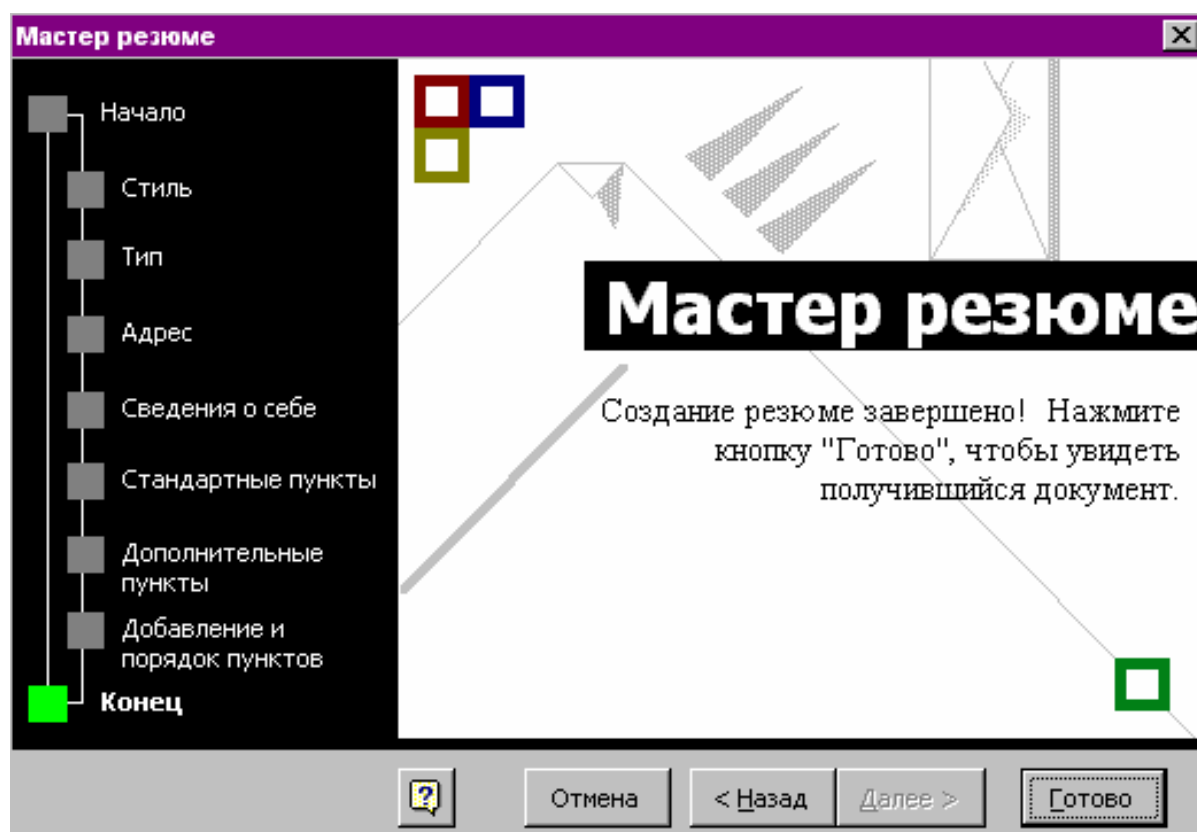 Мастер резюме
Начало
Стиль
Тип
Адрес
Сведения о себе
Стандартные пункты
Дополнительные
пункты
Добавление и
порядок пунктов
Конец
Мастер резюме
Создание резюме завершено! Нажмите
кнопку "Готово", чтобы увидеть
получившийся документ.
?
Отмена
< Назад
Далее >
Готово